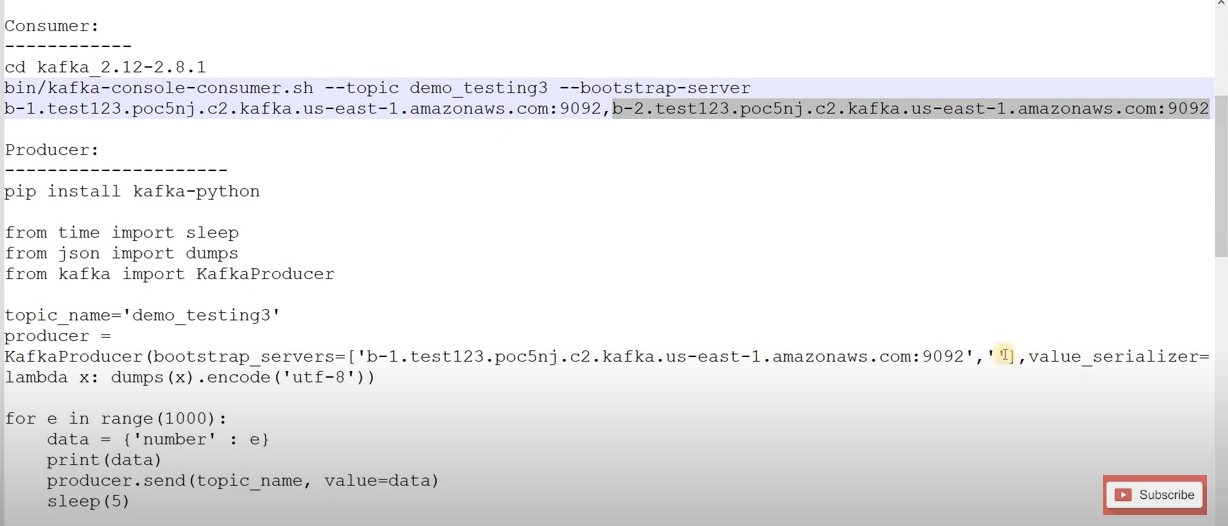 Consumer:
------------
cd kafka_2.12-2.8.1
bin/kafka-console-consumer.sh --topic demo_testing3 --bootstrap-server
b-1.test123.poc5nj.c2.kafka.us-east-1.amazonaws.com:9092,b-2.test123.poc5nj.c2.kafka.us-east-1.amazonaws.com:9092
Producer:
---------------------
pip install kafka-python
from time import sleep
from json import dumps
from kafka import KafkaProducer
topic_name='demo_testing3'
producer =
KafkaProducer(bootstrap_servers=['b-1.test123.poc5nj.c2.kafka.us-east-1.amazonaws.com:9092',''],value_serializer=
lambda x: dumps(x).encode('utf-8'))
for e in range(1000):
    data = {'number' : e}
    print(data)
    producer.send(topic_name, value=data)
    sleep(5)
Subscribe